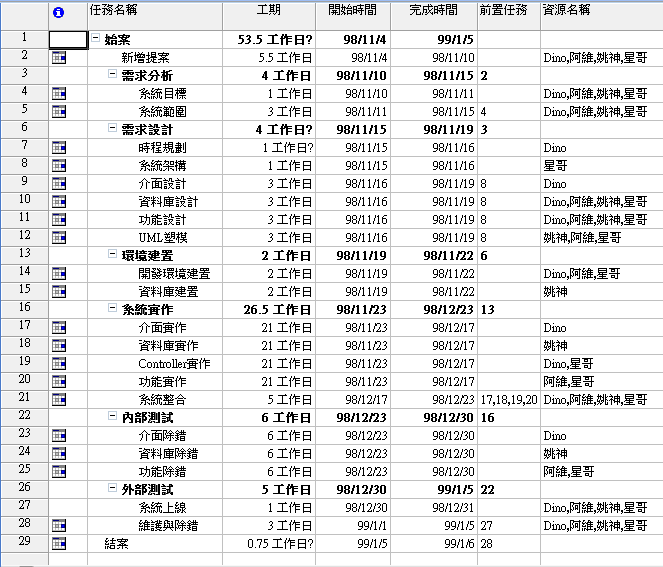 任務名稱 工期 開始時間 完成時間 前置任務 資源名稱
1 始案 53.5 工作日? 98/11/4 99/1/5
2 新增提案 5.5 工作日 98/11/4 98/11/10 Dino,阿維,姚神,星哥
3 需求分析 4 工作日 98/11/10 98/11/15 2
4 系統目標 1 工作日 98/11/10 98/11/11 Dino,阿維,姚神,星哥
5 系統範圍 3 工作日 98/11/11 98/11/15 4 Dino,阿維,姚神,星哥
6 需求設計 4 工作日? 98/11/15 98/11/19 3
7 時程規劃 1 工作日? 98/11/15 98/11/16 Dino
8 系統架構 1 工作日 98/11/15 98/11/16 星哥
9 介面設計 3 工作日 98/11/16 98/11/19 8 Dino
10 資料庫設計 3 工作日 98/11/16 98/11/19 8 Dino,阿維,姚神,星哥
11 功能設計 3 工作日 98/11/16 98/11/19 8 Dino,阿維,姚神,星哥
12 UML塑模 3 工作日 98/11/16 98/11/19 8 姚神,阿維,星哥
13 環境建置 2 工作日 98/11/19 98/11/22 6
14 開發環境建置 2 工作日 98/11/19 98/11/22 Dino,阿維,星哥
15 資料庫建置 2 工作日 98/11/19 98/11/22 姚神
16 系統實作 26.5 工作日 98/11/23 98/12/23 13
17 介面實作 21 工作日 98/11/23 98/12/17 Dino
18 資料庫實作 21 工作日 98/11/23 98/12/17 姚神
19 Controller實作 21 工作日 98/11/23 98/12/17 Dino,星哥
20 功能實作 21 工作日 98/11/23 98/12/17 阿維,星哥
21 系統整合 5 工作日 98/12/17 98/12/23 17,18,19,20 Dino,阿維,姚神,星哥
22 內部測試 6 工作日 98/12/23 98/12/30 16
23 介面除錯 6 工作日 98/12/23 98/12/30 Dino
24 資料庫除錯 6 工作日 98/12/23 98/12/30 姚神
25 功能除錯 6 工作日 98/12/23 98/12/30 阿維,星哥
26 外部測試 5 工作日 98/12/30 99/1/5 22
27 系統上線 1 工作日 98/12/30 98/12/31 Dino,阿維,姚神,星哥
28 維護與除錯 3 工作日 99/1/1 99/1/5 27 Dino,阿維,姚神,星哥
29 結案 0.75 工作日? 99/1/5 99/1/6 28